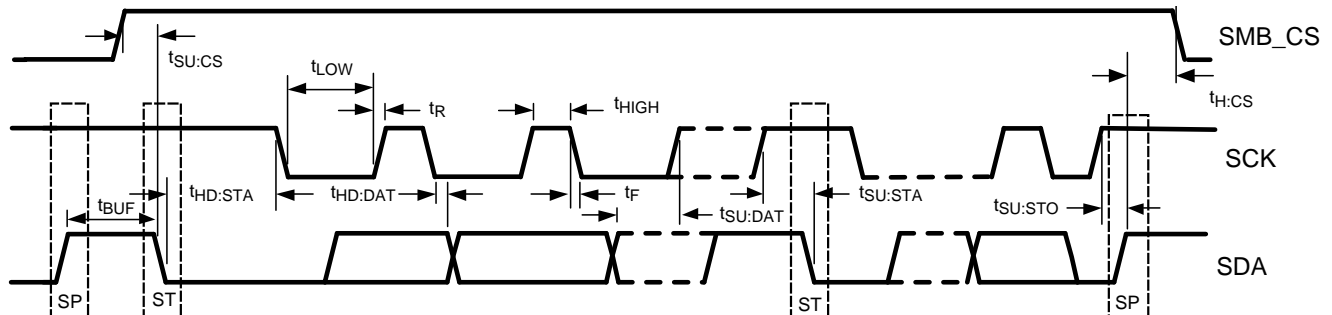 SMB_CS
tSU:CS
tLOW
tR
tHIGH
tH:CS
SCK
tHD:STA
tHD:DAT
tF
tSU:DAT
tSU:STA
tSU:STO
tBUF
SDA
SP
ST
ST
SP